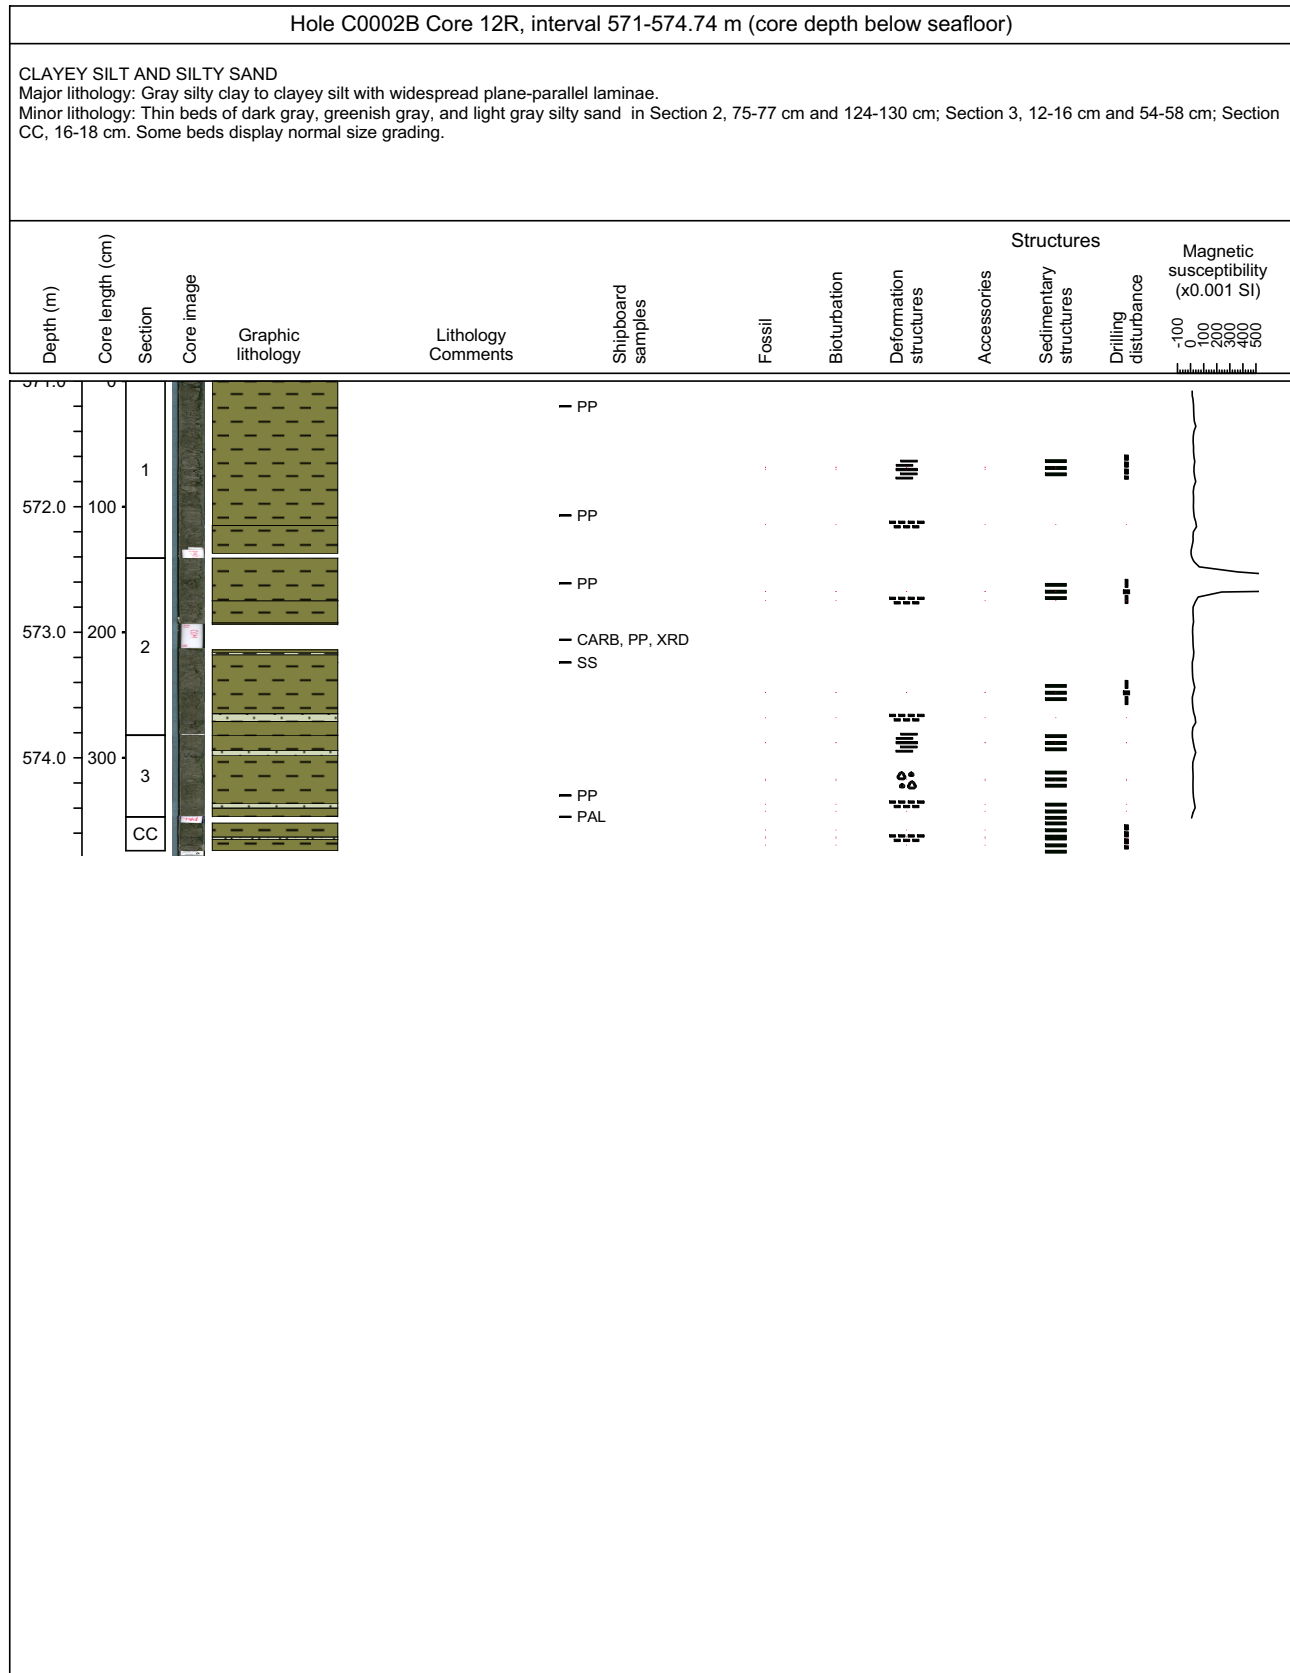 Hole C0002B Core 12R, interval 571-574.74 m (core depth below seafloor)
CLAYEY SILT AND SILTY SAND
Major lithology: Gray silty clay to clayey silt with widespread plane-parallel laminae.
Minor lithology: Thin beds of dark gray, greenish gray, and light gray silty sand in Section 2, 75-77 cm and 124-130 cm; Section 3, 12-16 cm and 54-58 cm; Section
CC, 16-18 cm. Some beds display normal size grading.
Structures
Depth (m)
Core length (cm)
Section
Core image
Graphic
lithology
Lithology
Comments
Shipboard
samples
Fossil
Bioturbation
Deformation
structures
Accessories
Sedimentary
structures
Drilling
disturbance
Magnetic
susceptibility
(x0.001 SI)
-100
0
100
200
300
400
500
571.0 0
PP
1
572.0 100
PP
PP
573.0 200
2
CARB, PP, XRD
SS
574.0 300
3
PP
PAL
CC